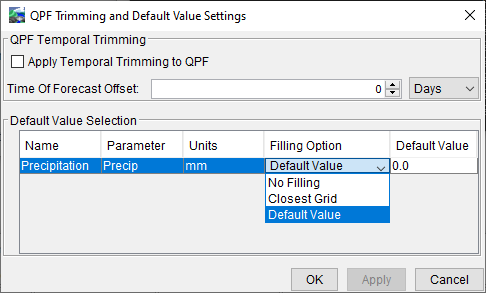 QPF Trimming and Default Value Settings
QPF Temporal Trimming
Apply Temporal Trimming to QPF
Time Of Forecast Offset: 0 Days
Default Value Selection
Name Parameter Units Filling Option Default Value
Precipitation Precip mm Default Value 0.0
No Filling
Closest Grid
Default Value
OK Apply Cancel